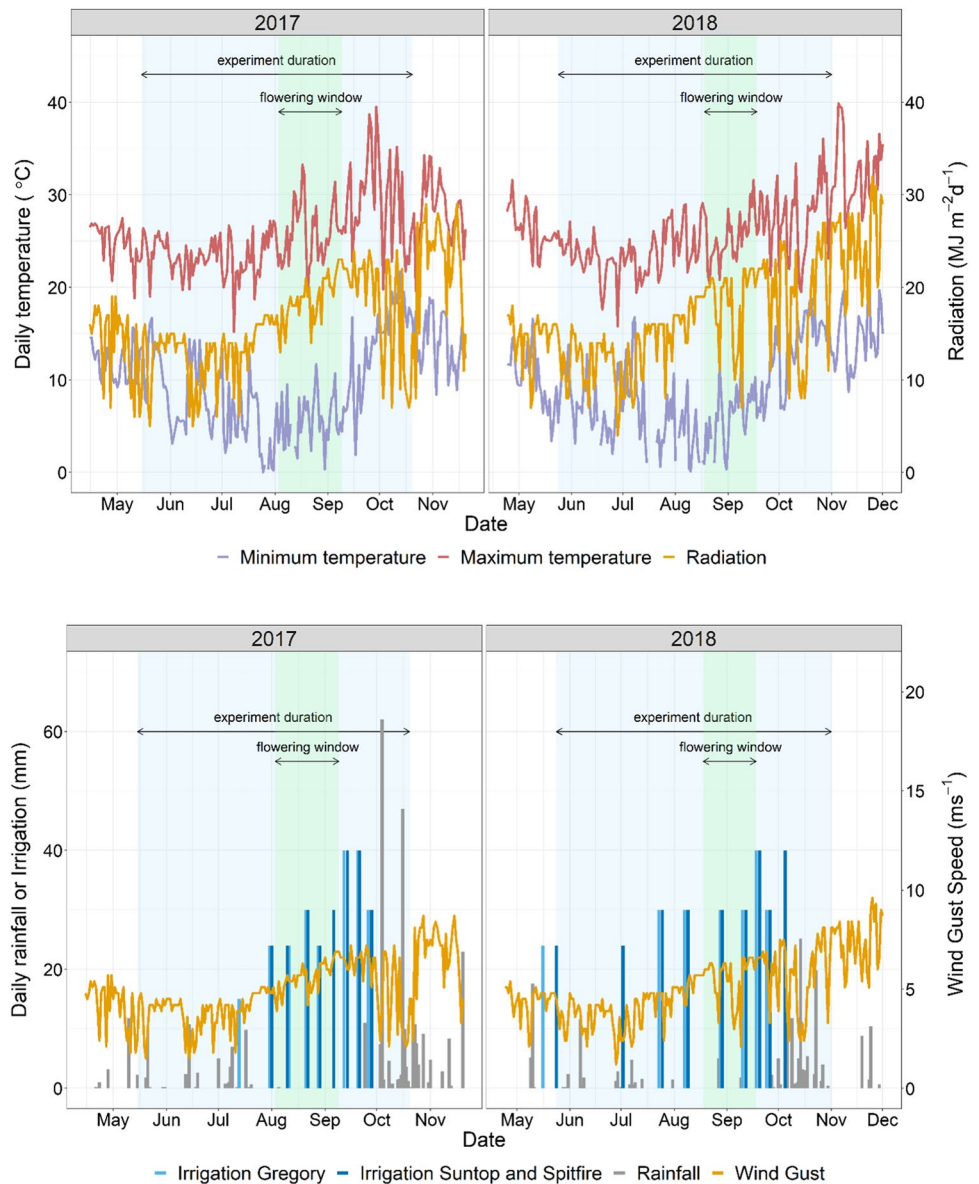 2017
2018
experiment duration
experiment duration
flowering window
flowering window
Daily temperature ( °C)
40
30
20
10
0
Radiation (MJ m−2d−1)
40
30
20
10
0
May Jun Jul Aug Sep Oct Nov
May Jun Jul Aug Sep Oct Nov Dec
Date
Minimum temperature Maximum temperature Radiation
2017
2018
experiment duration
experiment duration
flowering window
flowering window
Daily rainfall or Irrigation (mm)
60
40
20
0
Wind Gust Speed (ms−1)
20
15
10
5
0
May Jun Jul Aug Sep Oct Nov
May Jun Jul Aug Sep Oct Nov Dec
Date
Irrigation Gregory Irrigation Suntop and Spitfire Rainfall Wind Gust